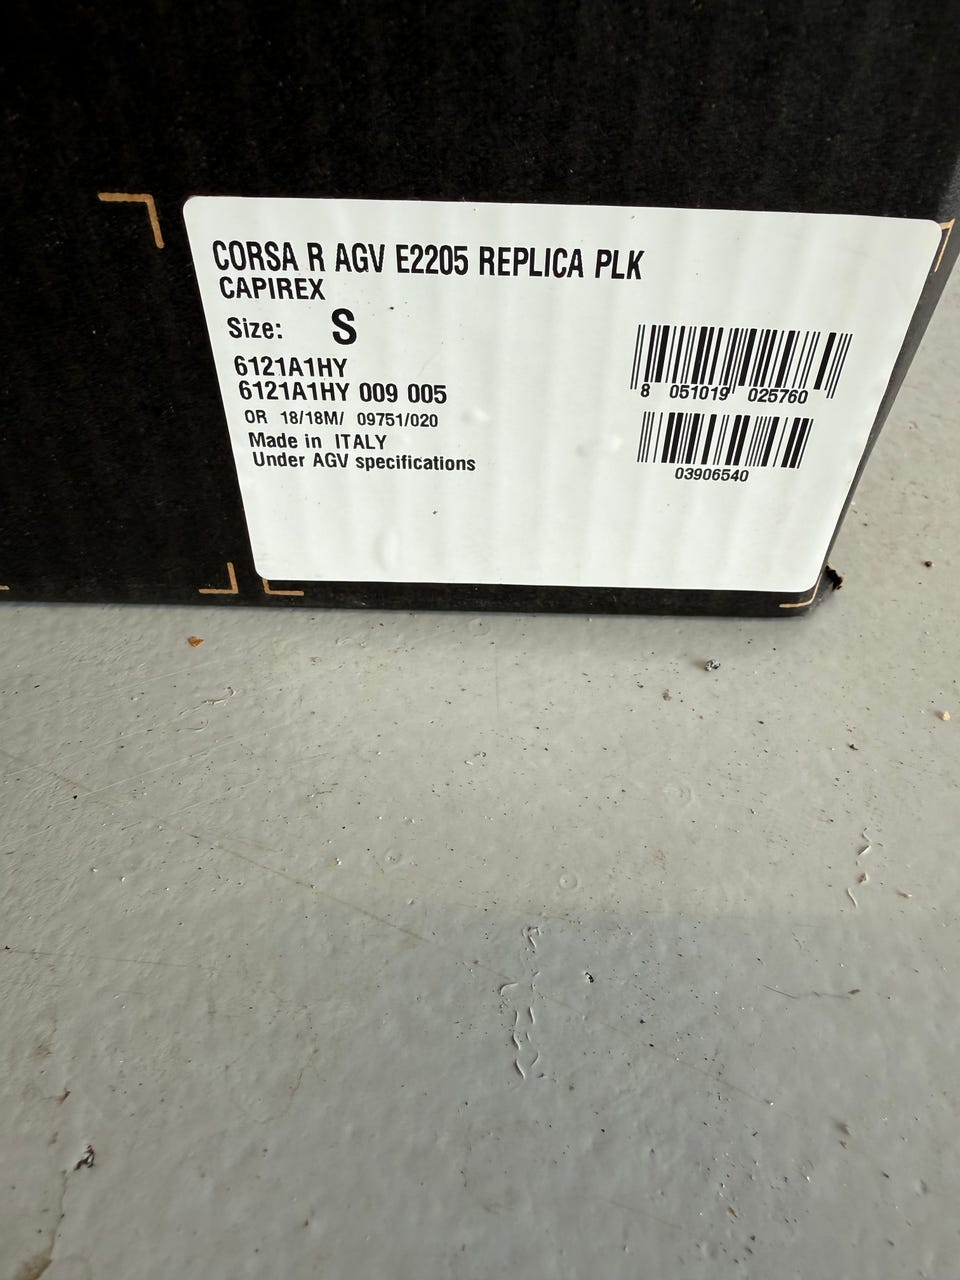 CORSA R AGV E2205 REPLICA PLK
CAPIREX
Size: S
6121A1HY
6121A1HY 009 005
OR 18/18M/ 09751/020
Made in ITALY
Under AGV specifications
8 051019 025760
03906540